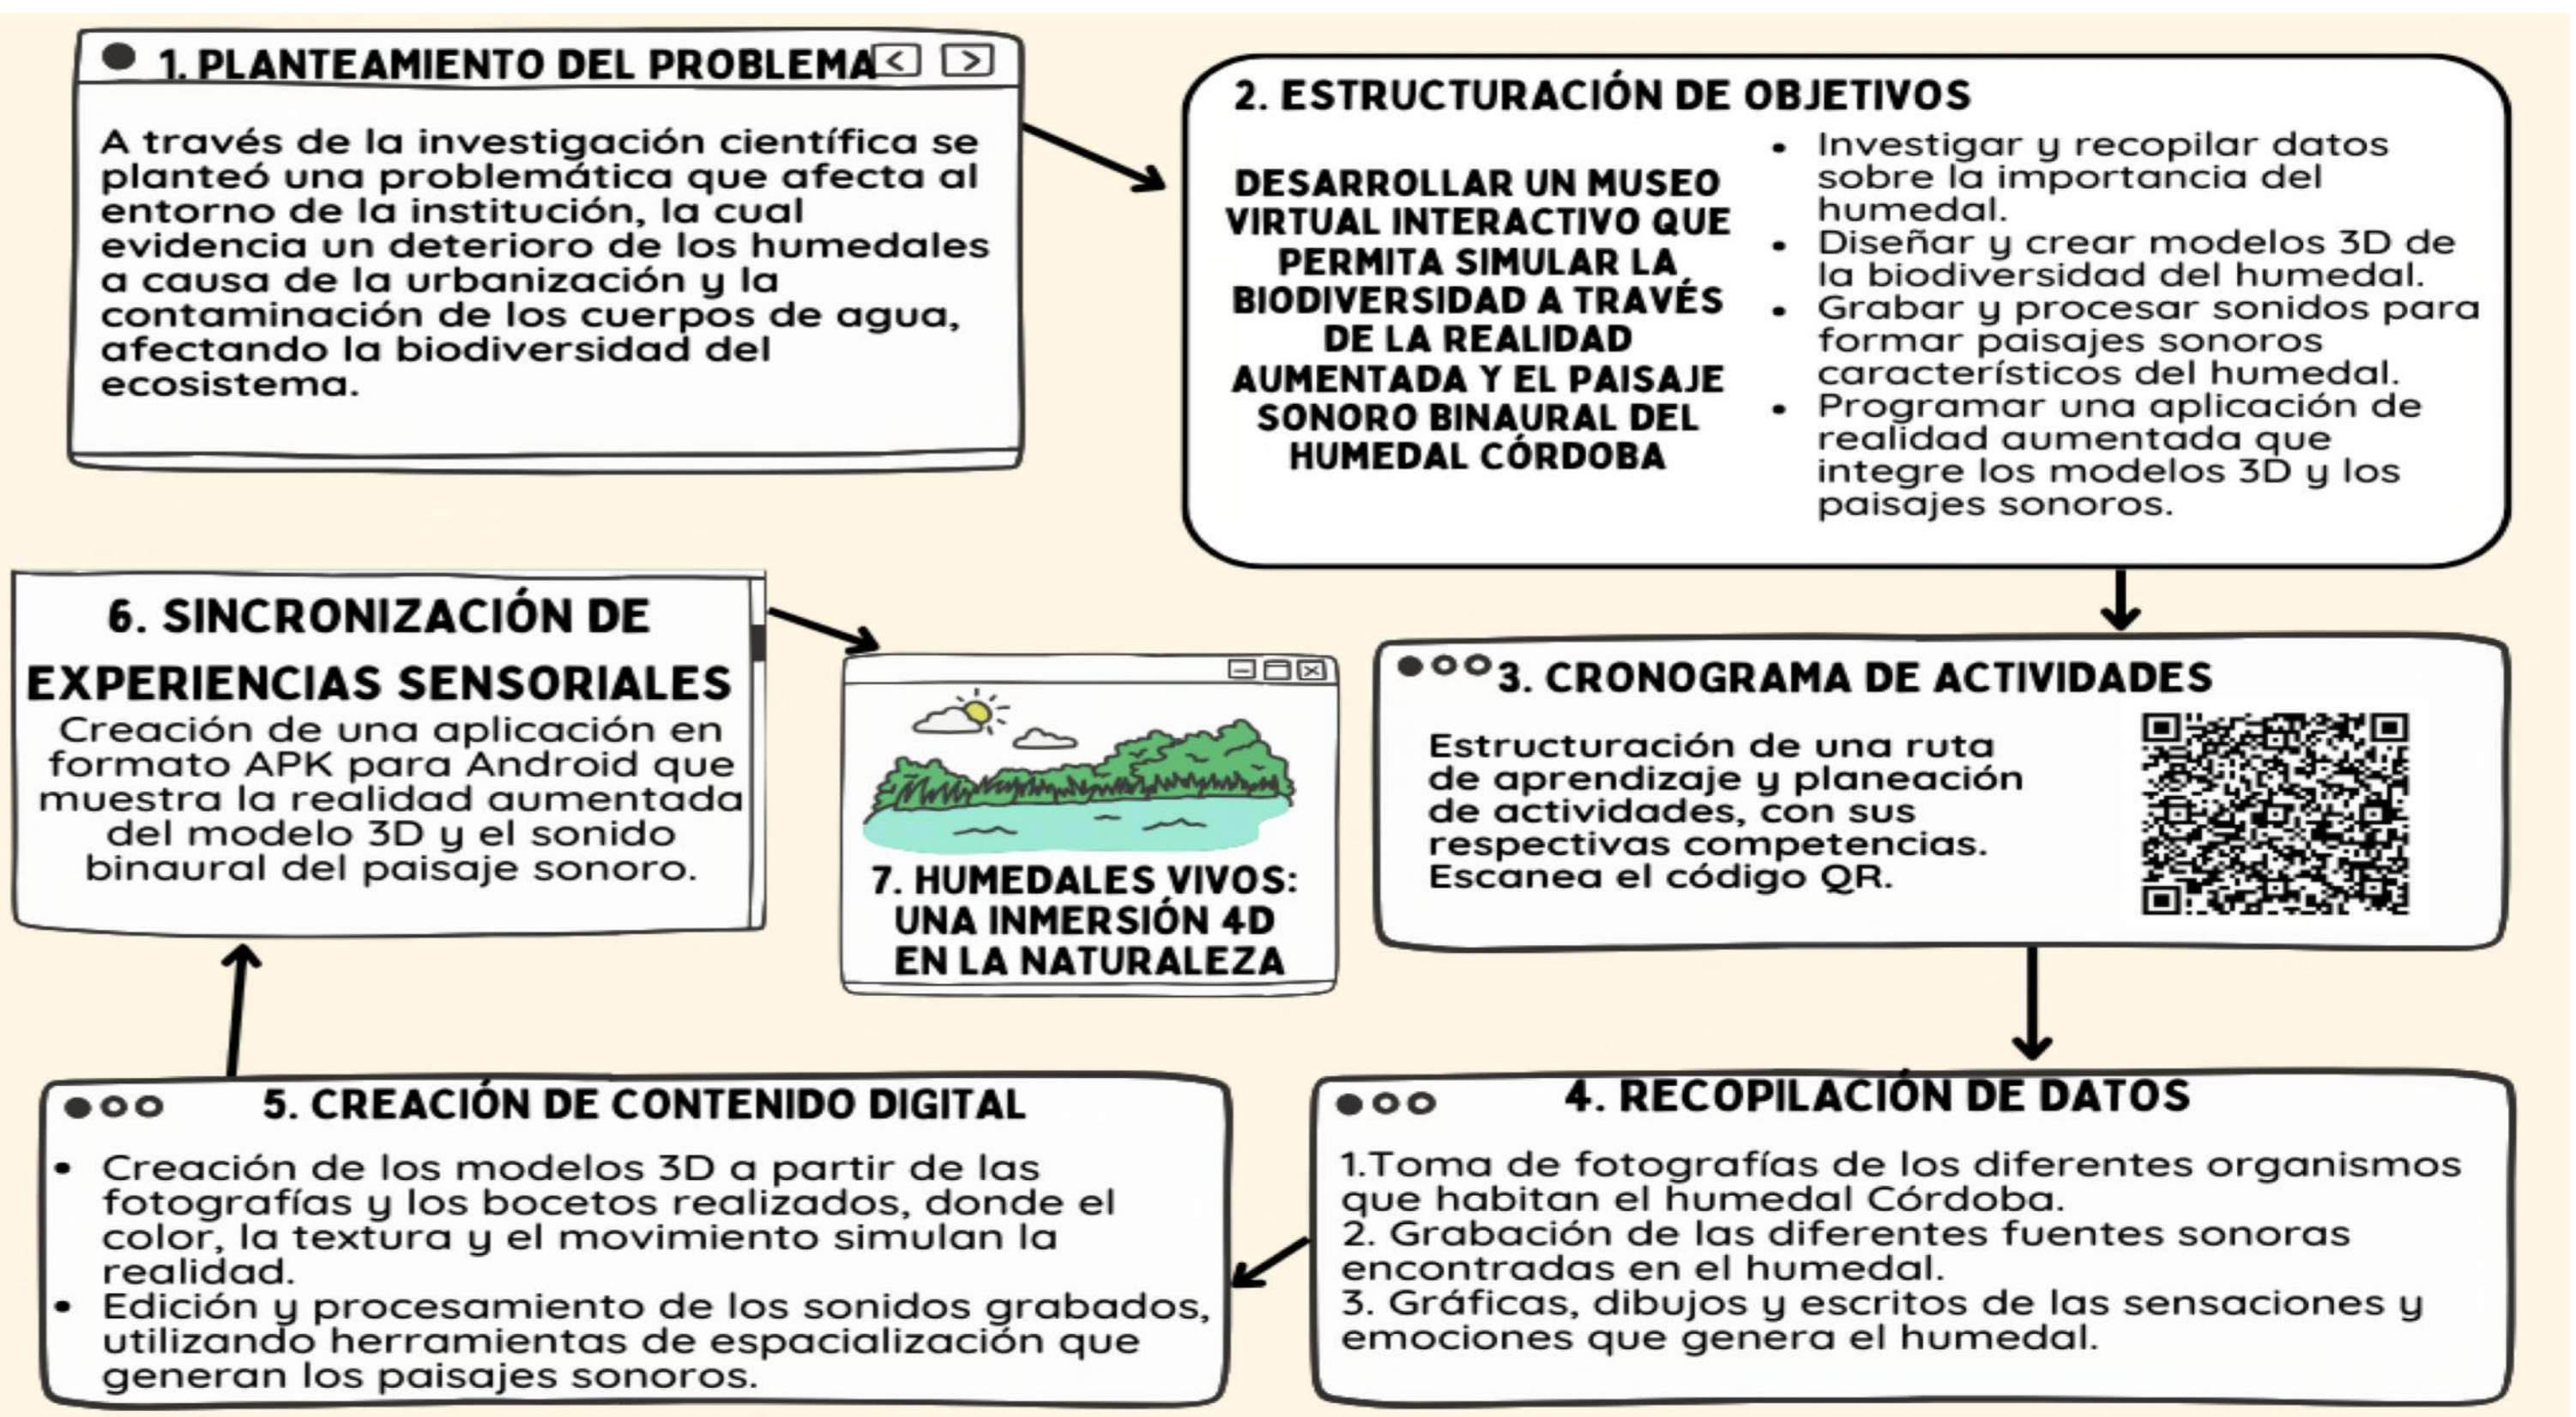 1. PLANTEAMIENTO DEL PROBLEMA
A través de la investigación científica se
planteó una problemática que afecta al
entorno de la institución, la cual
evidencia un deterioro de los humedales
a causa de la urbanización y la
contaminación de los cuerpos de agua,
afectando la biodiversidad del
ecosistema.
2. ESTRUCTURACIÓN DE OBJETIVOS
DESARROLLAR UN MUSEO
VIRTUAL INTERACTIVO QUE
PERMITA SIMULAR LA
BIODIVERSIDAD A TRAVÉS
DE LA REALIDAD
AUMENTADA Y EL PAISAJE
SONORO BINAURAL DEL
HUMEDAL CÓRDOBA
• Investigar y recopilar datos
sobre la importancia del
humedal.
• Diseñar y crear modelos 3D de
la biodiversidad del humedal.
• Grabar y procesar sonidos para
formar paisajes sonoros
característicos del humedal.
• Programar una aplicación de
realidad aumentada que
integre los modelos 3D y los
paisajes sonoros.
3. CRONOGRAMA DE ACTIVIDADES
Estructuración de una ruta
de aprendizaje y planeación
de actividades, con sus
respectivas competencias.
Escanea el código QR.
4. RECOPILACIÓN DE DATOS
1.Toma de fotografías de los diferentes organismos
que habitan el humedal Córdoba.
2. Grabación de las diferentes fuentes sonoras
encontradas en el humedal.
3. Gráficas, dibujos y escritos de las sensaciones y
emociones que genera el humedal.
5. CREACIÓN DE CONTENIDO DIGITAL
• Creación de los modelos 3D a partir de las
fotografías y los bocetos realizados, donde el
color, la textura y el movimiento simulan la
realidad.
• Edición y procesamiento de los sonidos grabados,
utilizando herramientas de espacialización que
generan los paisajes sonoros.
6. SINCRONIZACIÓN DE
EXPERIENCIAS SENSORIALES
Creación de una aplicación en
formato APK para Android que
muestra la realidad aumentada
del modelo 3D y el sonido
binaural del paisaje sonoro.
7. HUMEDALES VIVOS:
UNA INMERSIÓN 4D
EN LA NATURALEZA